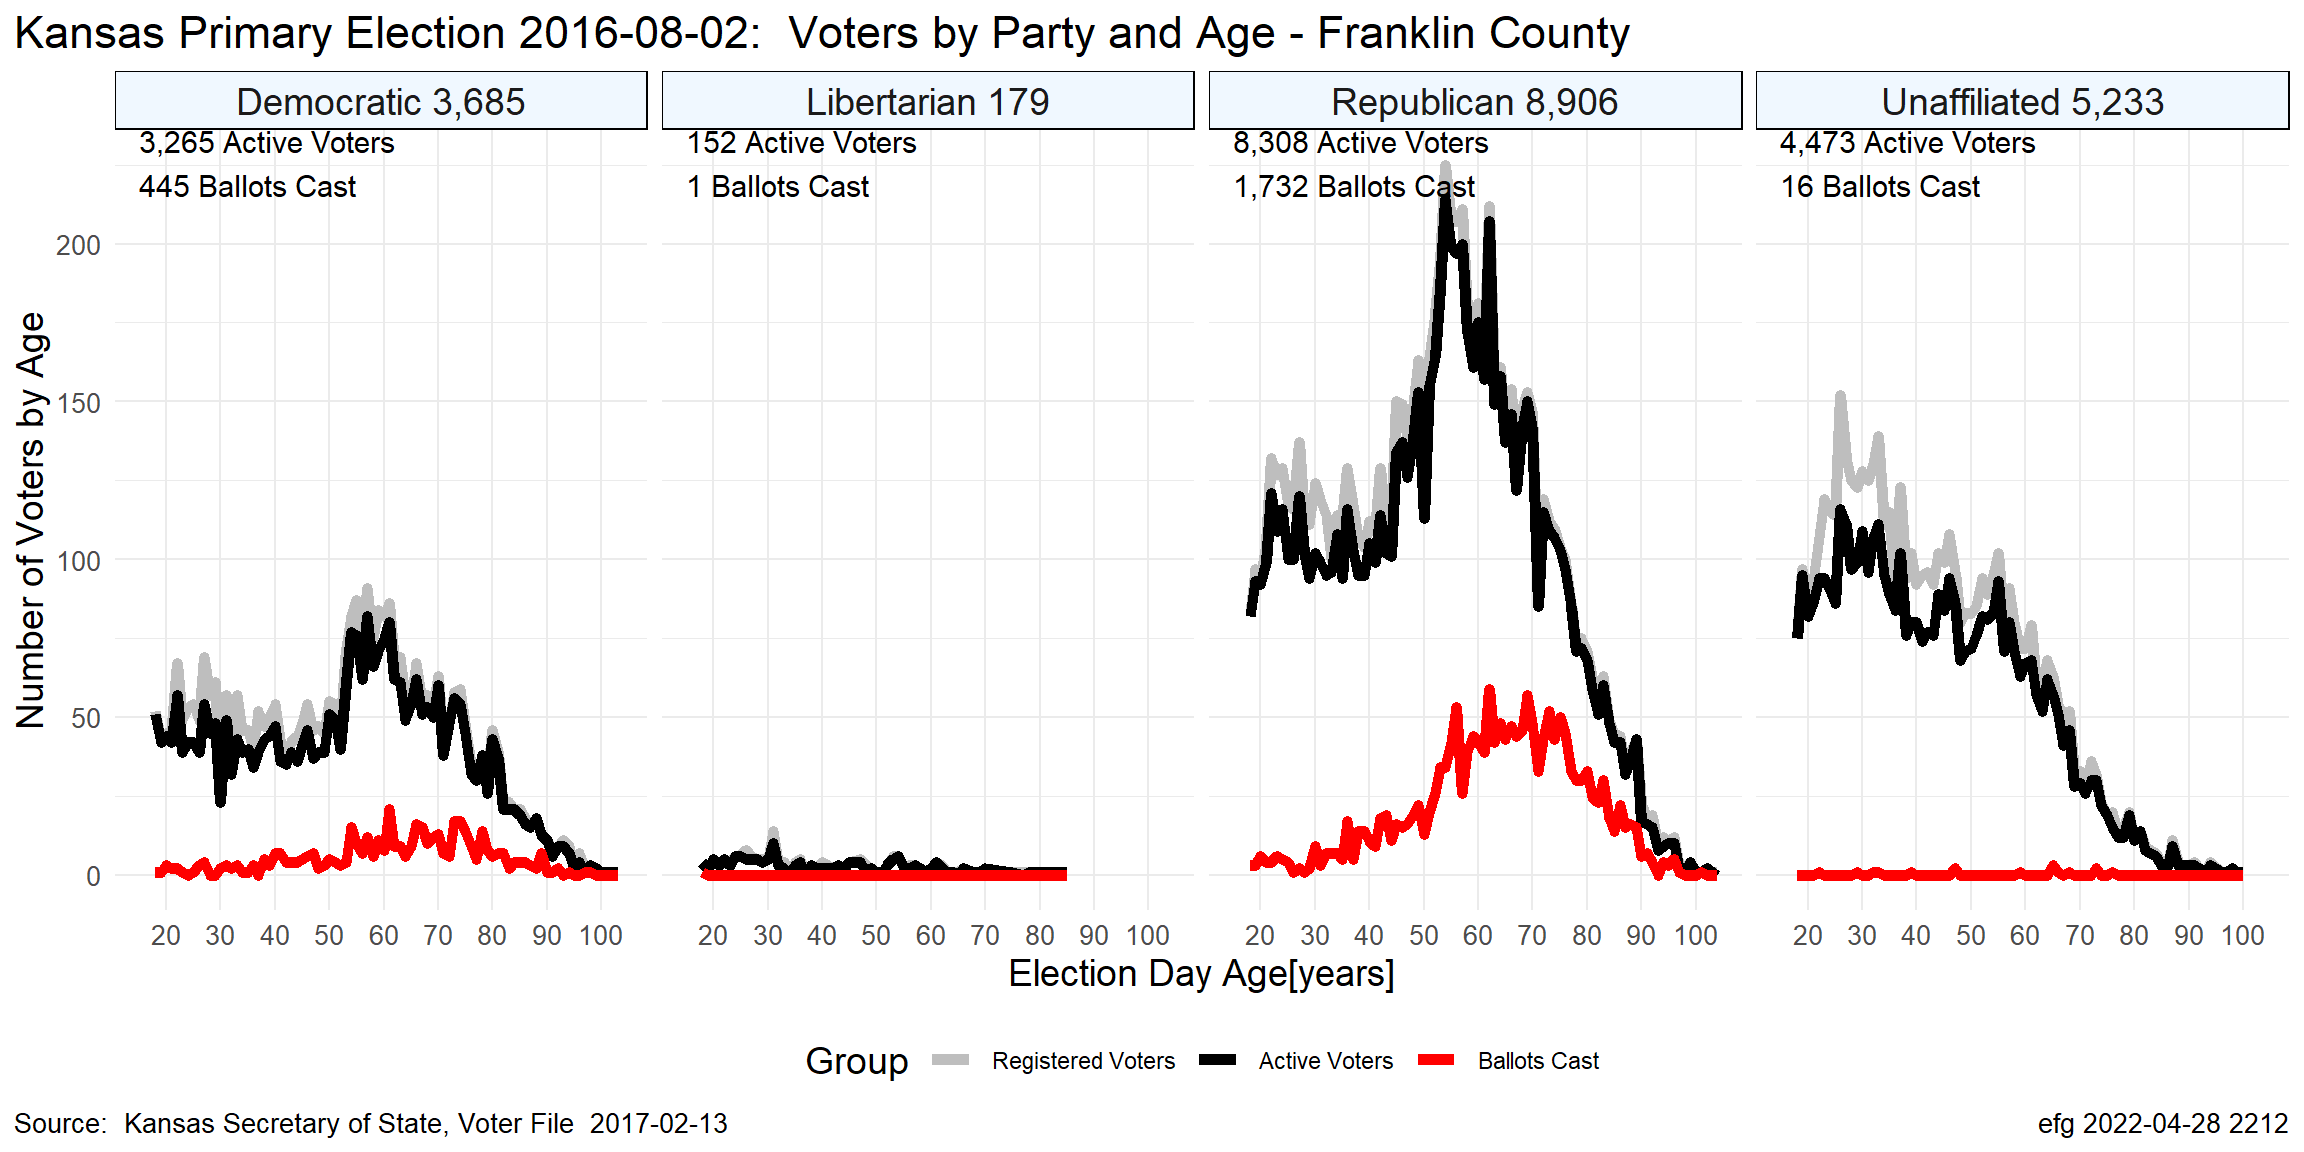 Kansas Primary Election 2016-08-02:  Voters by Party and Age - Franklin County
Democratic 3,685
Libertarian 179
Republican 8,906
Unaffiliated 5,233
3,265 Active Voters
445 Ballots Cast
152 Active Voters
1 Ballots Cast
8,308 Active Voters
1,732 Ballots Cast
4,473 Active Voters
16 Ballots Cast
Number of Voters by Age
200
150
100
50
0
20 30 40 50 60 70 80 90 100
20 30 40 50 60 70 80 90 100
20 30 40 50 60 70 80 90 100
20 30 40 50 60 70 80 90 100
Election Day Age[years]
Group Registered Voters Active Voters Ballots Cast
Source:  Kansas Secretary of State, Voter File  2017-02-13
efg 2022-04-28 2212